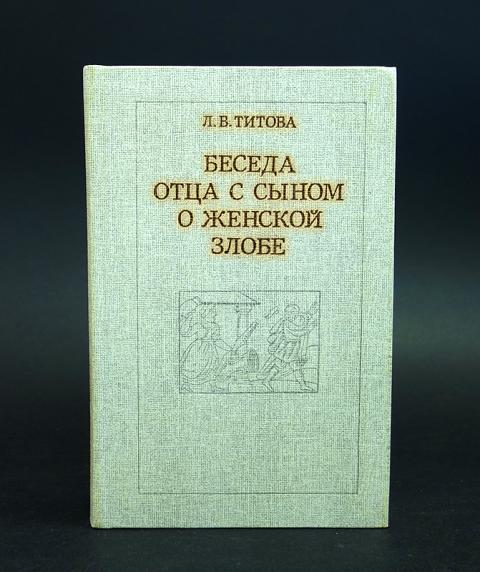 Л. В. ТИТОВА
БЕСЕДА
ОТЦА С СЫНОМ
О ЖЕНСКОЙ
ЗЛОБЕ